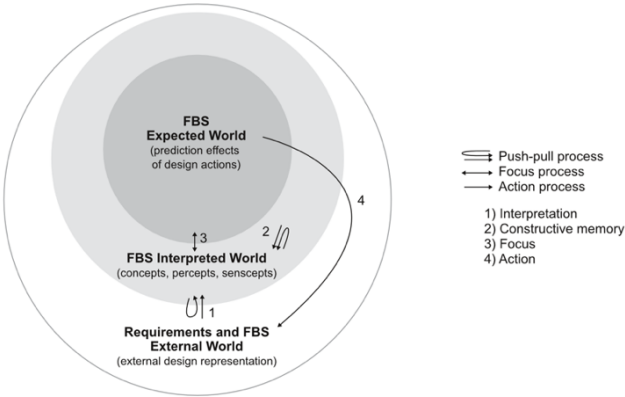 FBS
Expected World
(prediction effects
of design actions)
4
3
2
FBS Interpreted World
(concepts, percepts, senscepts)
1
Requirements and FBS
External World
(external design representation)
Push-pull process
Focus process
Action process
1) Interpretation
2) Constructive memory
3) Focus
4) Action